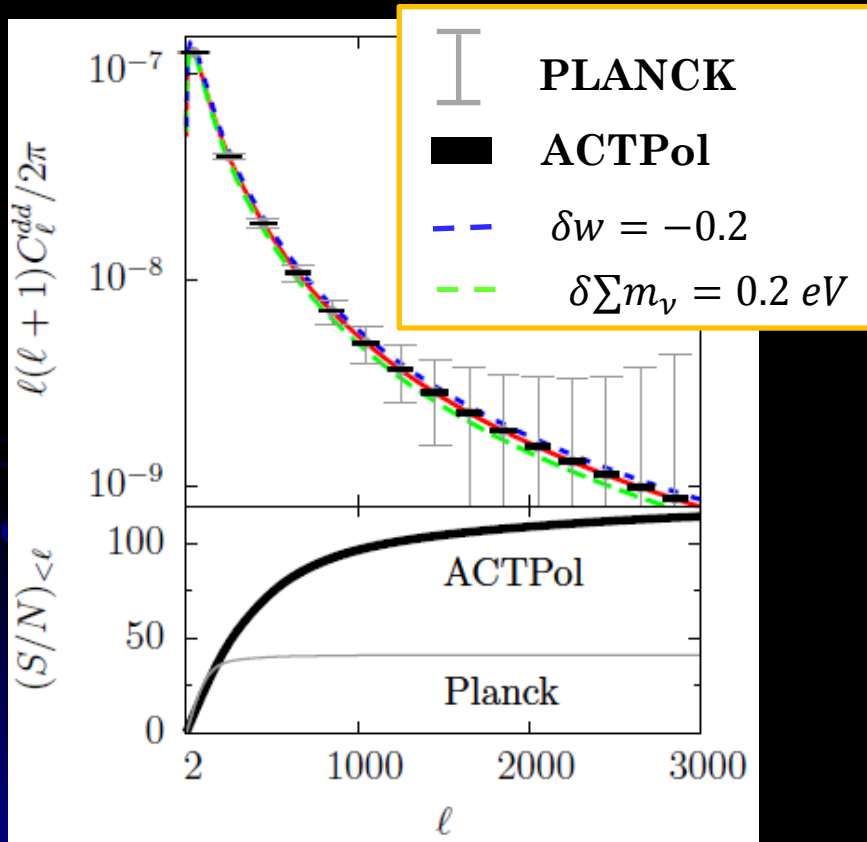 PLANCK
ACTPol
δw = −0.2
δ∑m_ν = 0.2 eV
ℓ(ℓ + 1)C_ℓ^{dd}/2π
10^{−7}
10^{−8}
10^{−9}
(S/N)_{<ℓ}
100
50
0
ACTPol
Planck
2 1000 2000 3000
ℓ